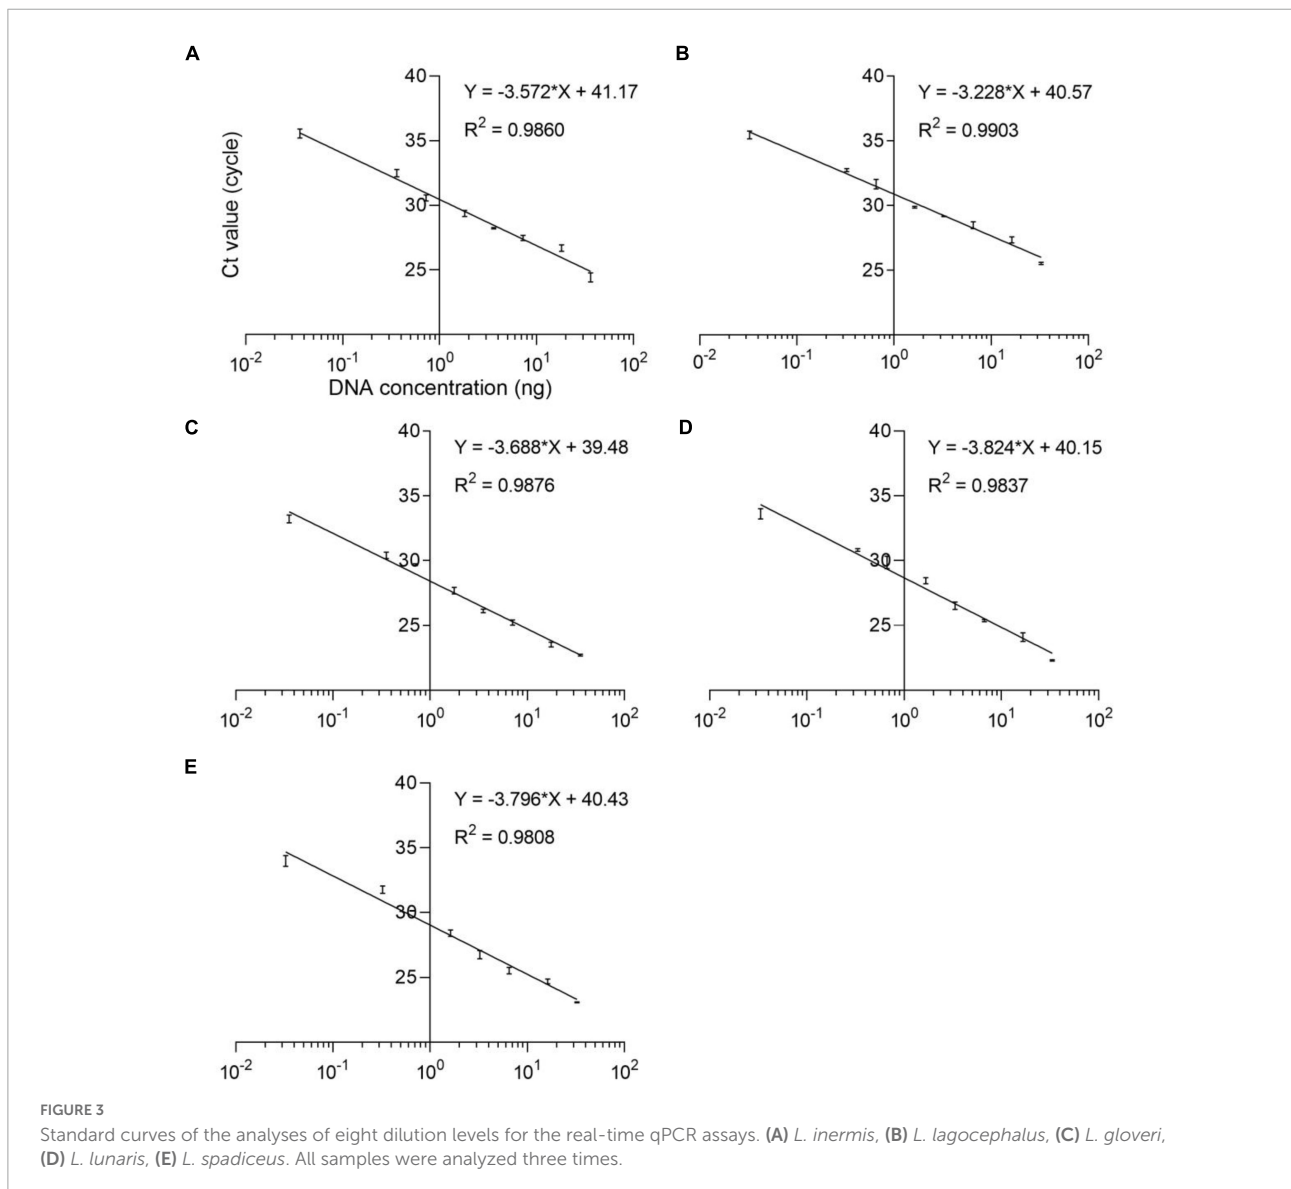 A
40
35
30
25
Y = -3.572*X + 41.17
R² = 0.9860
Ct value (cycle)
10⁻² 10⁻¹ 10⁰ 10¹ 10²
DNA concentration (ng)
B
40
35
30
25
Y = -3.228*X + 40.57
R² = 0.9903
0⁻² 10⁻¹ 10⁰ 10¹ 10²
C
40
35
30
25
Y = -3.688*X + 39.48
R² = 0.9876
10⁻² 10⁻¹ 10⁰ 10¹ 10²
D
40
35
30
25
Y = -3.824*X + 40.15
R² = 0.9837
10⁻² 10⁻¹ 10⁰ 10¹ 10²
E
40
35
30
25
Y = -3.796*X + 40.43
R² = 0.9808
10⁻² 10⁻¹ 10⁰ 10¹ 10²
FIGURE 3
Standard curves of the analyses of eight dilution levels for the real-time qPCR assays. (A) L. inermis, (B) L. lagocephalus, (C) L. gloveri,
(D) L. lunaris, (E) L. spadiceus. All samples were analyzed three times.